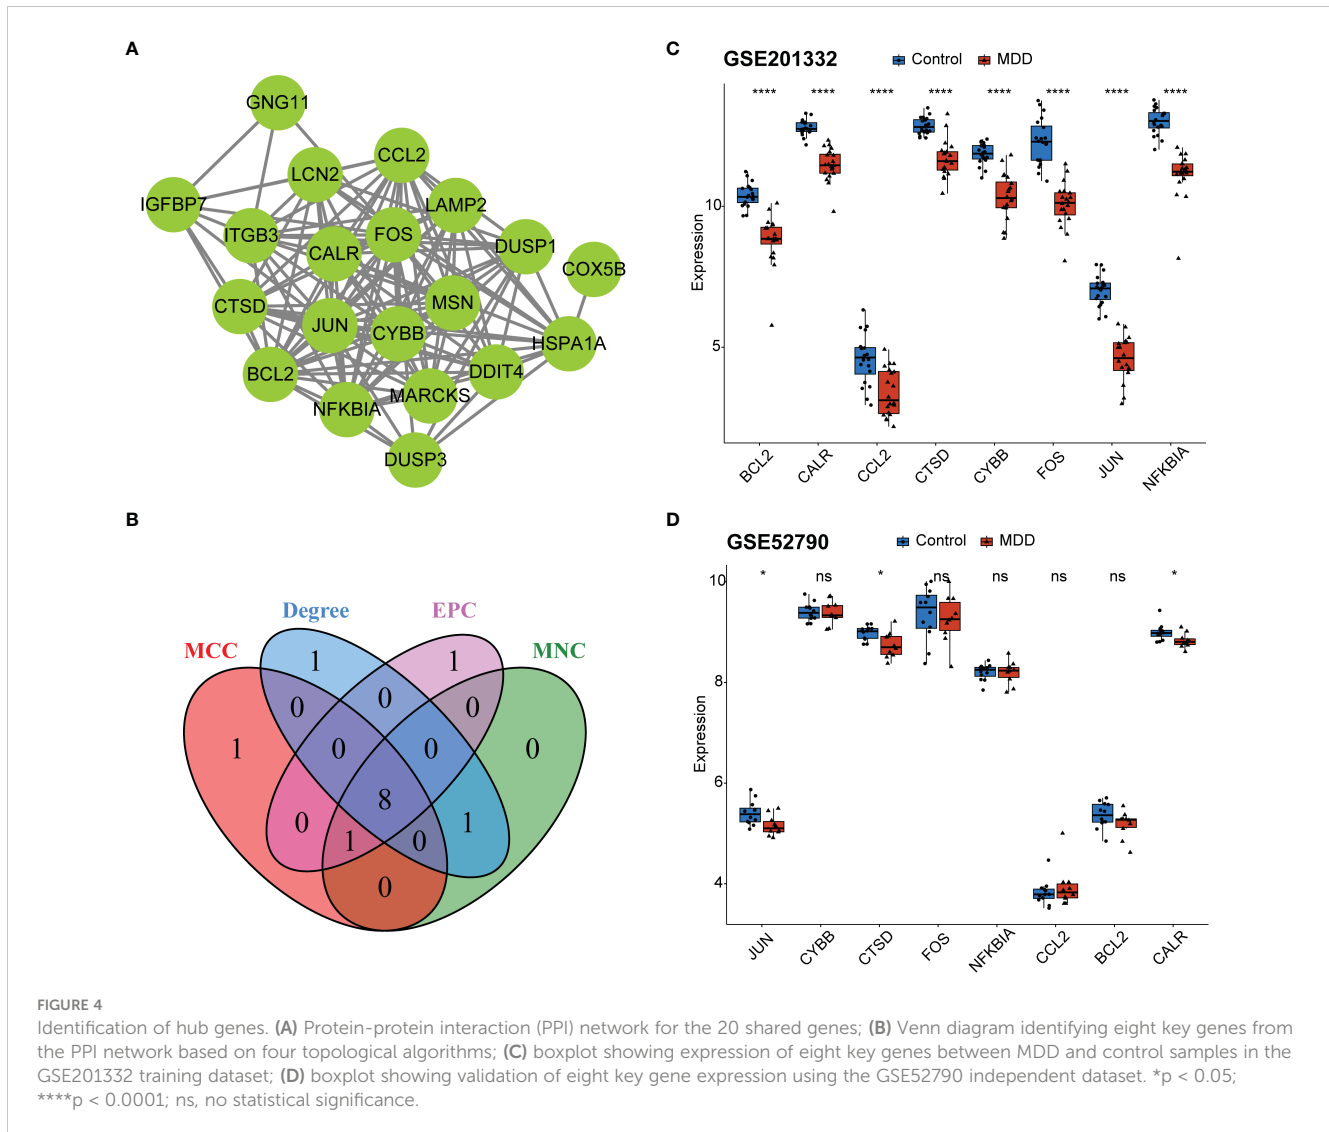 A
GNG11
CCL2
LCN2
IGFBP7
LAMP2
ITGB3
FOS
CALR
DUSP1
COX5B
CTSD
MSN
JUN
CYBB
HSPA1A
BCL2
DDIT4
MARCKS
NFKBIA
DUSP3
B
Degree
EPC
MCC
MNC
1
1
0
0
0
1
0
0
0
8
0
1
1
0
0
C
GSE201332
Control
MDD
**** **** **** **** **** **** **** ****
10
5
Expression
BCL2
CALR
CCL2
CTSD
CYBB
FOS
JUN
NFKBIA
D
GSE52790
Control
MDD
* ns * ns ns ns ns *
10
8
6
4
Expression
JUN
CYBB
CTSD
FOS
NFKBIA
CCL2
BCL2
CALR
FIGURE 4
Identification of hub genes. (A) Protein-protein interaction (PPI) network for the 20 shared genes; (B) Venn diagram identifying eight key genes from
the PPI network based on four topological algorithms; (C) boxplot showing expression of eight key genes between MDD and control samples in the
GSE201332 training dataset; (D) boxplot showing validation of eight key gene expression using the GSE52790 independent dataset. *p < 0.05;
****p < 0.0001; ns, no statistical significance.